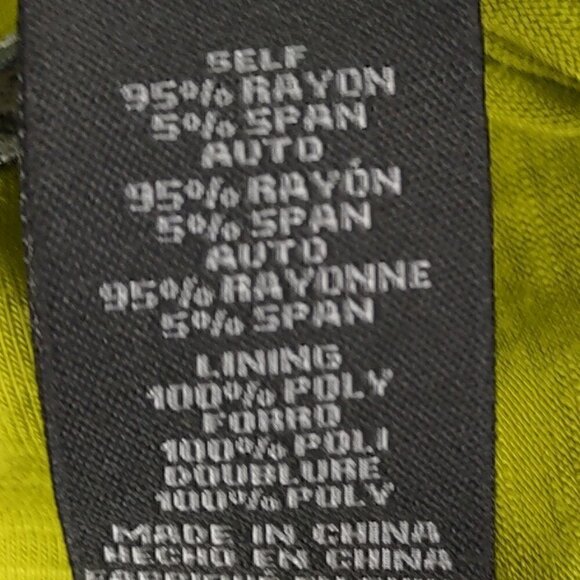 SELF
95% RAYON
5% SPAN
AUTO
95% RAYÓN
5% SPAN
AUTO
95% RAYONNE
5% SPAN
LINING
100% POLY
FORRO
100% POLI
DOUBLURE
100% POLY
MADE IN CHINA
HECHO EN CHINA